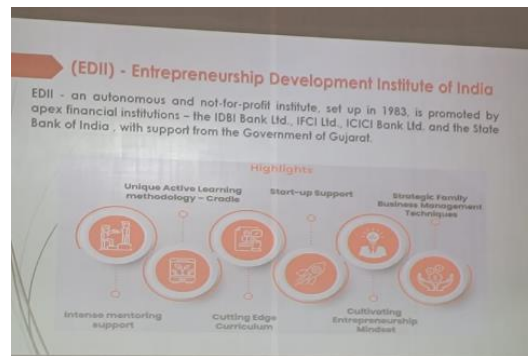 (EDII) - Entrepreneurship Development Institute of India
EDII - an autonomous and not-for-profit institute, set up in 1983, is promoted by
apex financial institutions – the IDBI Bank Ltd., IFCI Ltd., ICICI Bank Ltd. and the State
Bank of India , with support from the Government of Gujarat.
Highlights
Unique Active Learning
methodology – Cradle
Start-up Support
Strategic Family
Business Management
Techniques
Intense mentoring
support
Cutting Edge
Curriculum
Cultivating
Entrepreneurship
Mindset